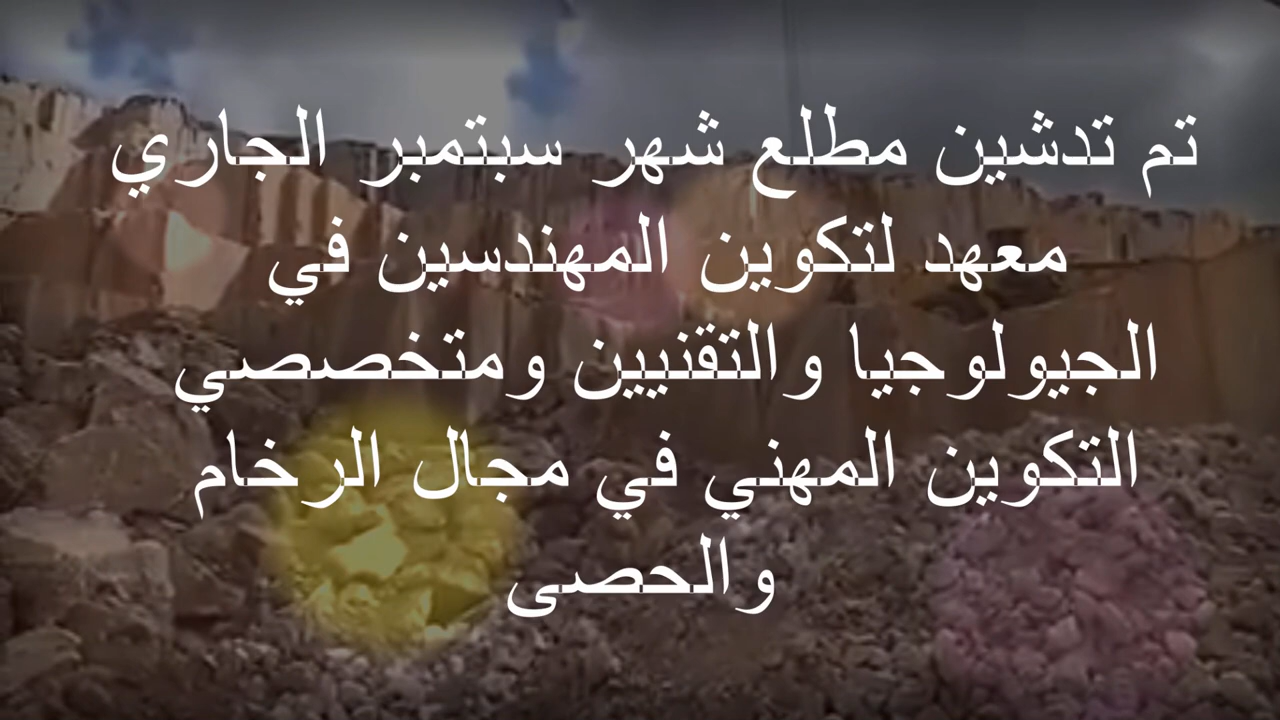 تم تدشين مطلع شهر سبتمبر الجاري
معهد لتكوين المهندسين في
الجيولوجيا والتقنيين ومتخصصي
التكوين المهني في مجال الرخام
والحصى